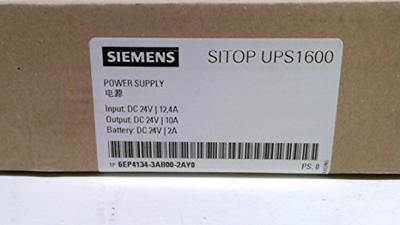 SIEMENS SITOP UPS1600
POWER SUPPLY
电源
Input: DC 24V | 12,4A
Output: DC 24V | 10A
Battery: DC 24V | 2A
1P 6EP4134-3AB00-2AY0 PS: 8